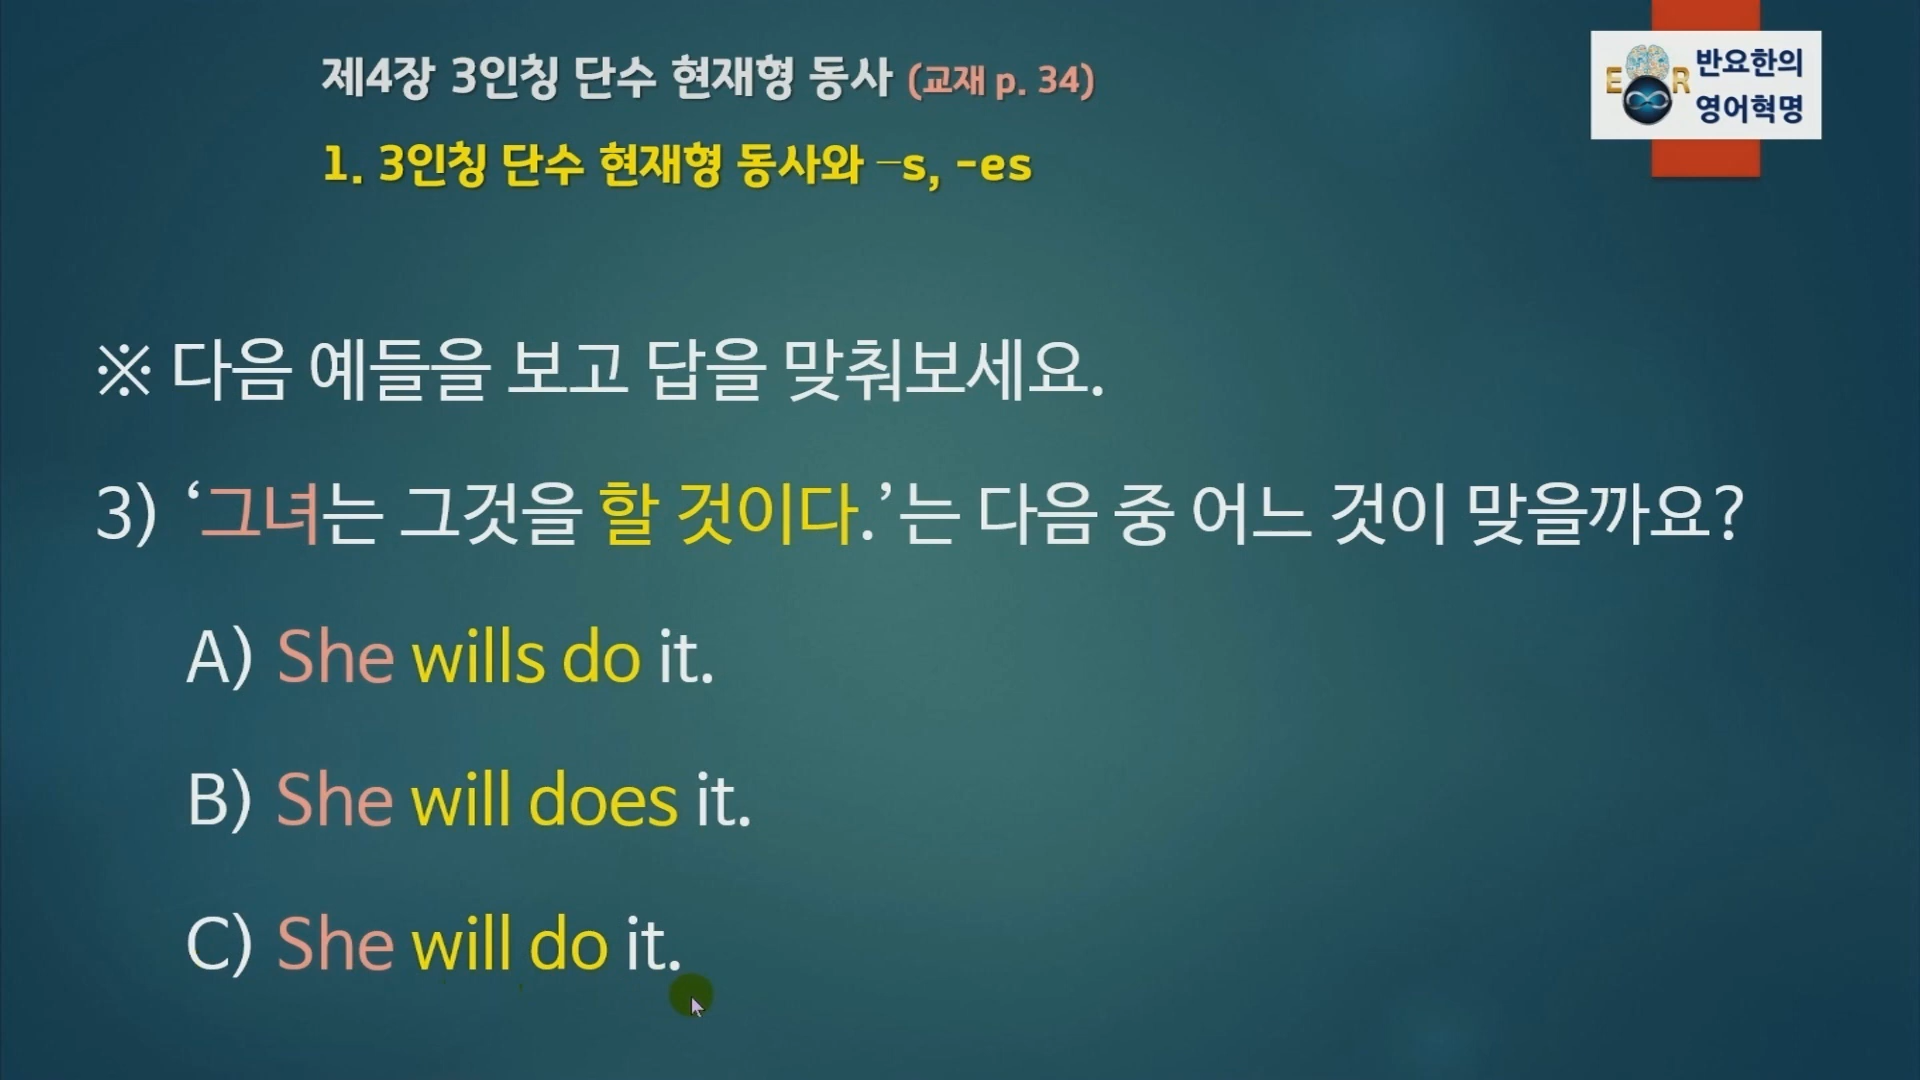 제4장 3인칭 단수 현재형 동사 (교재 p. 34)
1. 3인칭 단수 현재형 동사와 –s, -es
E R 반요한의
영어혁명
※ 다음 예들을 보고 답을 맞춰보세요.
3) ‘그녀는 그것을 할 것이다.’는 다음 중 어느 것이 맞을까요?
A) She wills do it.
B) She will does it.
C) She will do it.